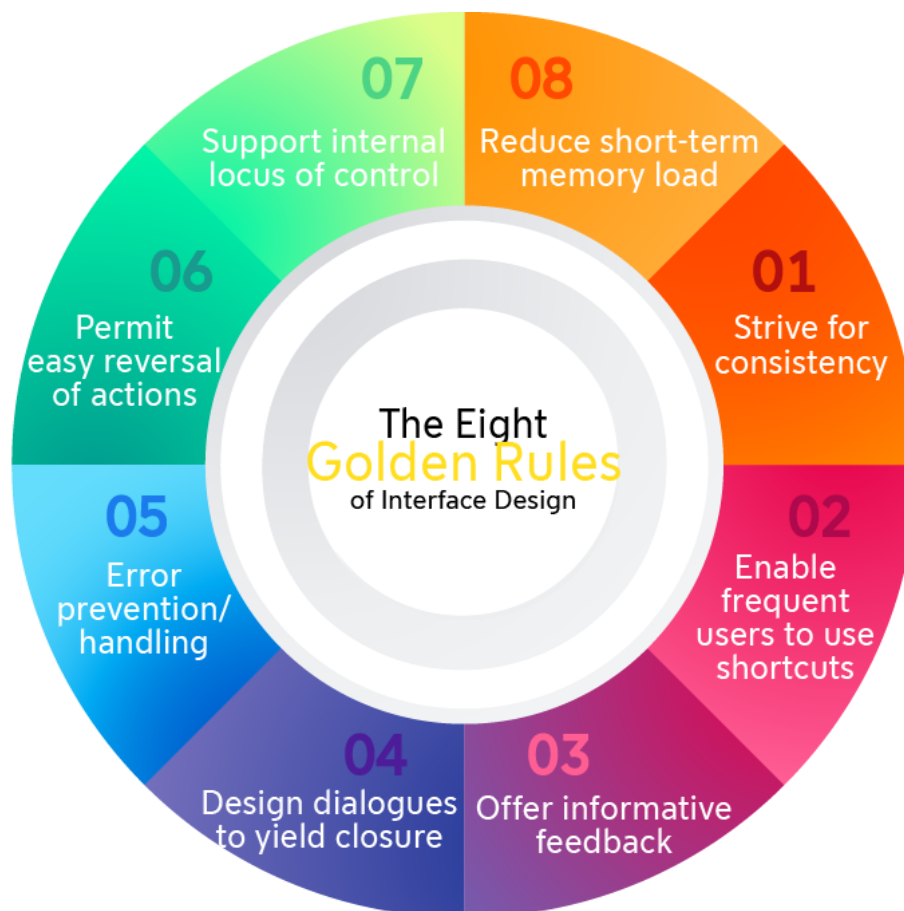 The Eight
Golden Rules
of Interface Design
01
Strive for
consistency
02
Enable
frequent
users to use
shortcuts
03
Offer informative
feedback
04
Design dialogues
to yield closure
05
Error
prevention/
handling
06
Permit
easy reversal
of actions
07
Support internal
locus of control
08
Reduce short-term
memory load